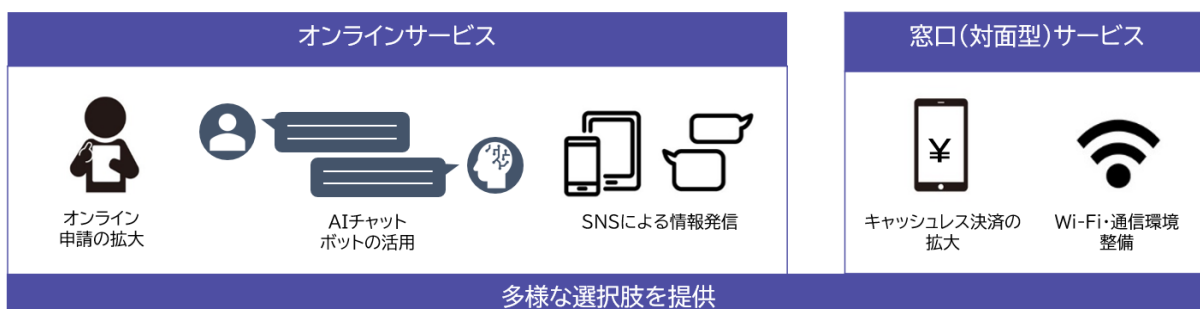 オンラインサービス
オンライン
申請の拡大
AIチャット
ボットの活用
SNSによる情報発信
窓口(対面型)サービス
¥
キャッシュレス決済の
拡大
Wi-Fi・通信環境
整備
多様な選択肢を提供